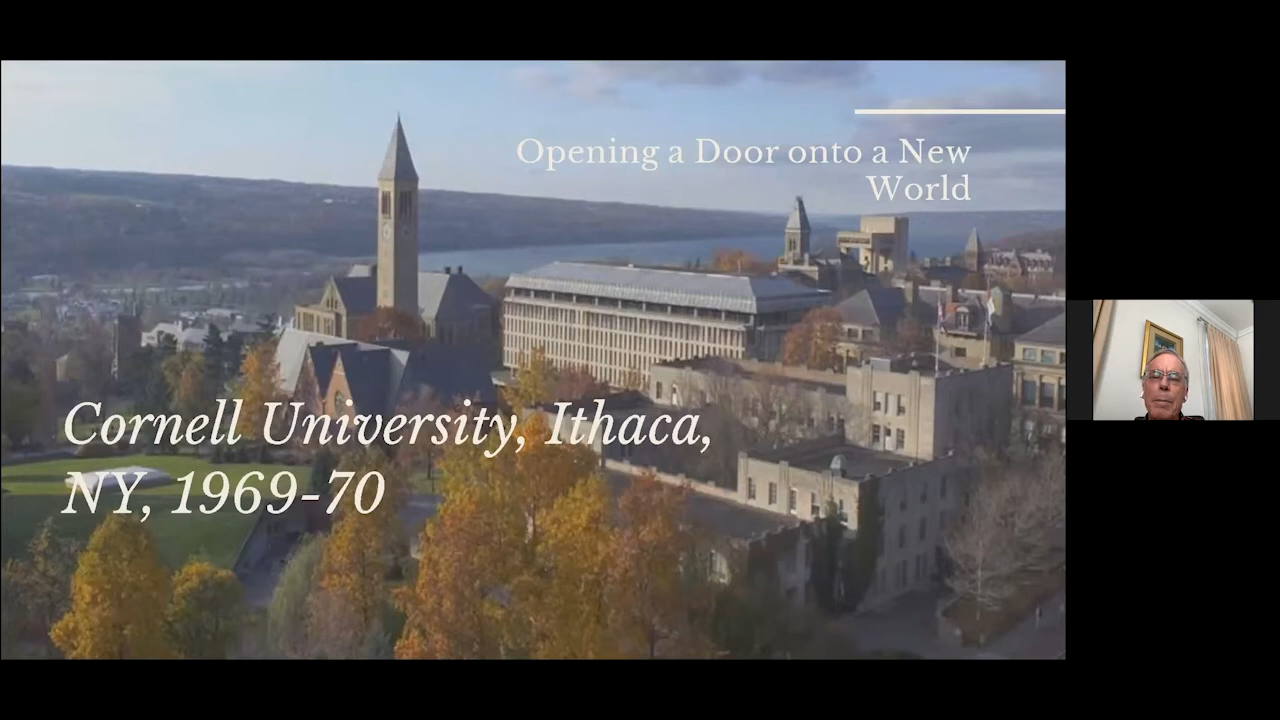 Opening a Door onto a New
World
Cornell University, Ithaca,
NY, 1969-70